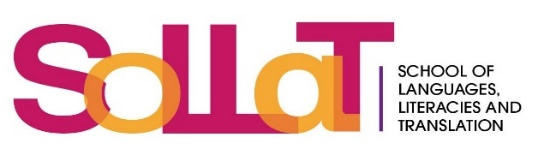 SoLLaT
SCHOOL OF
LANGUAGES,
LITERACIES AND
TRANSLATION